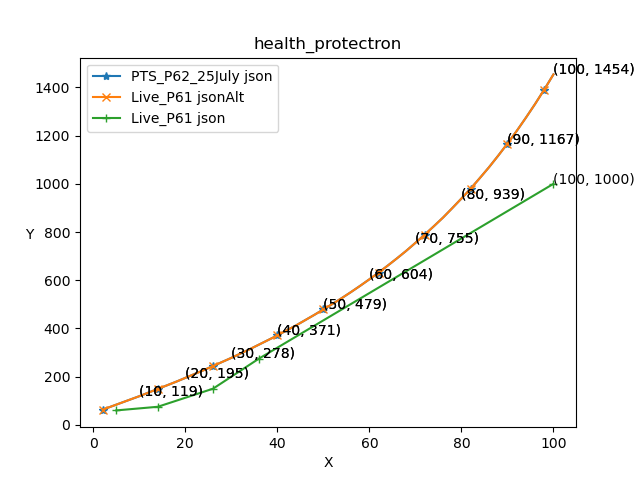 health_protectron
PTS_P62_25July json
Live_P61 jsonAlt
Live_P61 json
(100, 1454)
(90, 1167)
(100, 1000)
(80, 939)
(70, 755)
(60, 604)
(50, 479)
(40, 371)
(30, 278)
(20, 195)
(10, 119)
Y
1400
1200
1000
800
600
400
200
0
0 20 40 60 80 100
X